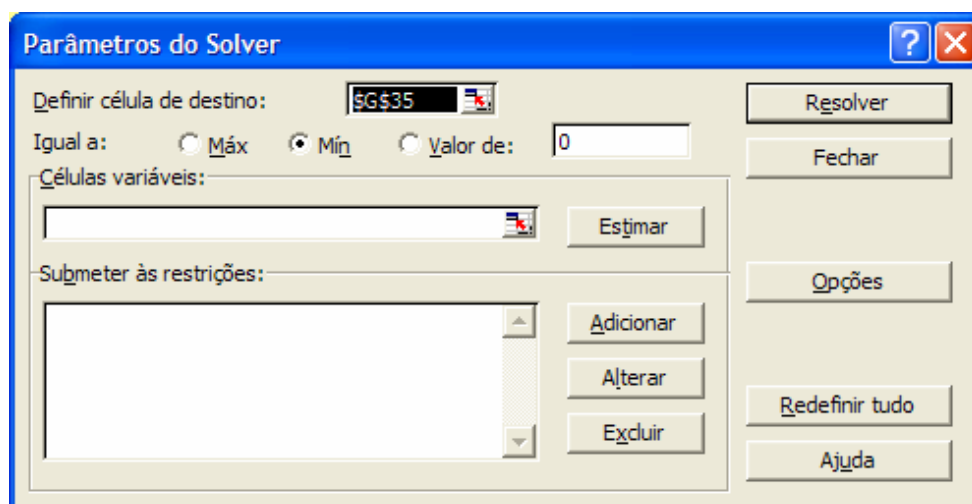 Parâmetros do Solver
Definir célula de destino: $G$35 Resolver
Igual a: Máx Mín Valor de: 0 Fechar
Células variáveis:
Estimar
Submeter às restrições: Opções
Adicionar
Alterar
Redefinir tudo
Excluir
Ajuda